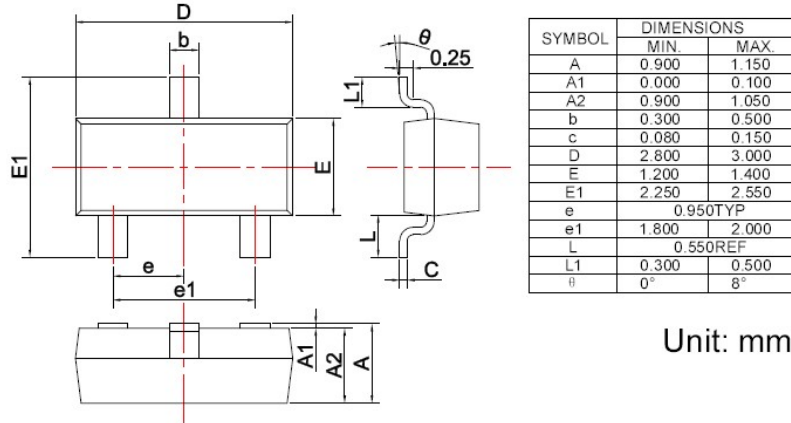 D
b
θ
0.25
L1
E1
E
L
C
e
e1
A1
A2
A
SYMBOL DIMENSIONS
MIN. MAX.
A 0.900 1.150
A1 0.000 0.100
A2 0.900 1.050
b 0.300 0.500
c 0.080 0.150
D 2.800 3.000
E 1.200 1.400
E1 2.250 2.550
e 0.950TYP
e1 1.800 2.000
L 0.550REF
L1 0.300 0.500
θ 0° 8°
Unit: mm